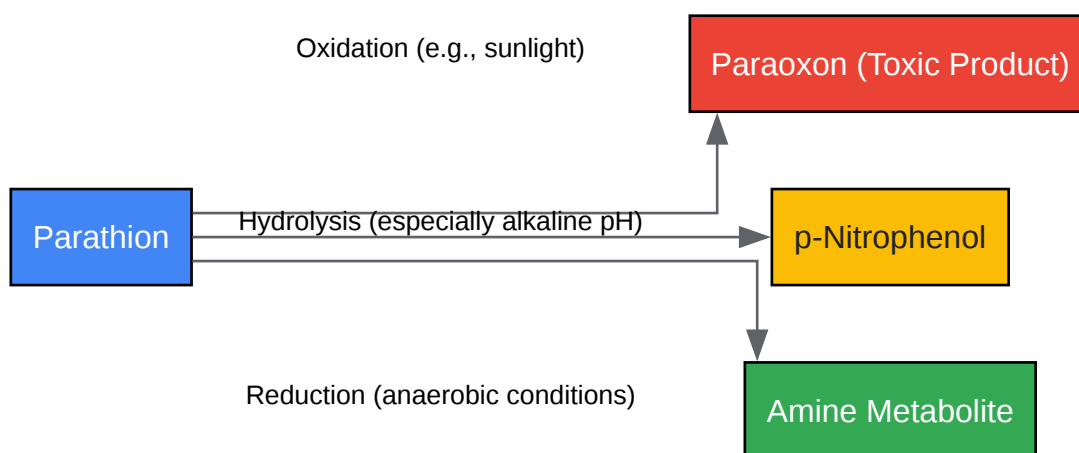 Oxidation (e.g., sunlight)
Paraoxon (Toxic Product)
Parathion
Hydrolysis (especially alkaline pH)
p-Nitrophenol
Reduction (anaerobic conditions)
Amine Metabolite